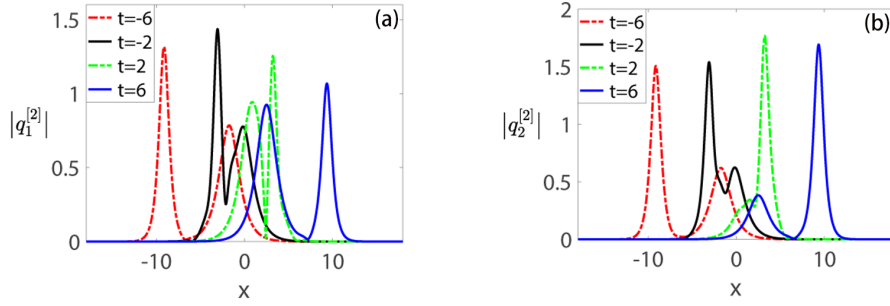 (a)
t=-6
t=-2
t=2
t=6
1.5
1
0.5
0
|q₁^[2]|
-10 0 10
x
(b)
t=-6
t=-2
t=2
t=6
2
1.5
1
0.5
0
|q₂^[2]|
-10 0 10
x